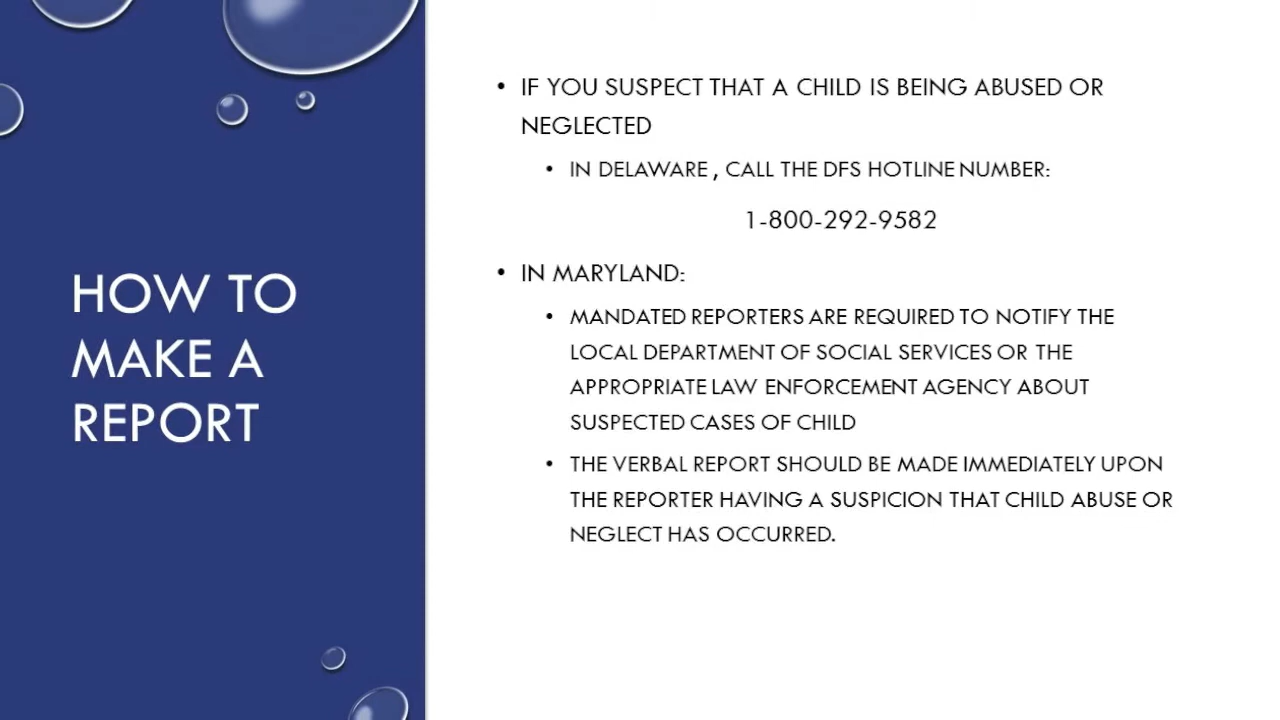 HOW TO
MAKE A
REPORT
• IF YOU SUSPECT THAT A CHILD IS BEING ABUSED OR
NEGLECTED
• IN DELAWARE , CALL THE DFS HOTLINE NUMBER:
1-800-292-9582
• IN MARYLAND:
• MANDATED REPORTERS ARE REQUIRED TO NOTIFY THE
LOCAL DEPARTMENT OF SOCIAL SERVICES OR THE
APPROPRIATE LAW ENFORCEMENT AGENCY ABOUT
SUSPECTED CASES OF CHILD
• THE VERBAL REPORT SHOULD BE MADE IMMEDIATELY UPON
THE REPORTER HAVING A SUSPICION THAT CHILD ABUSE OR
NEGLECT HAS OCCURRED.